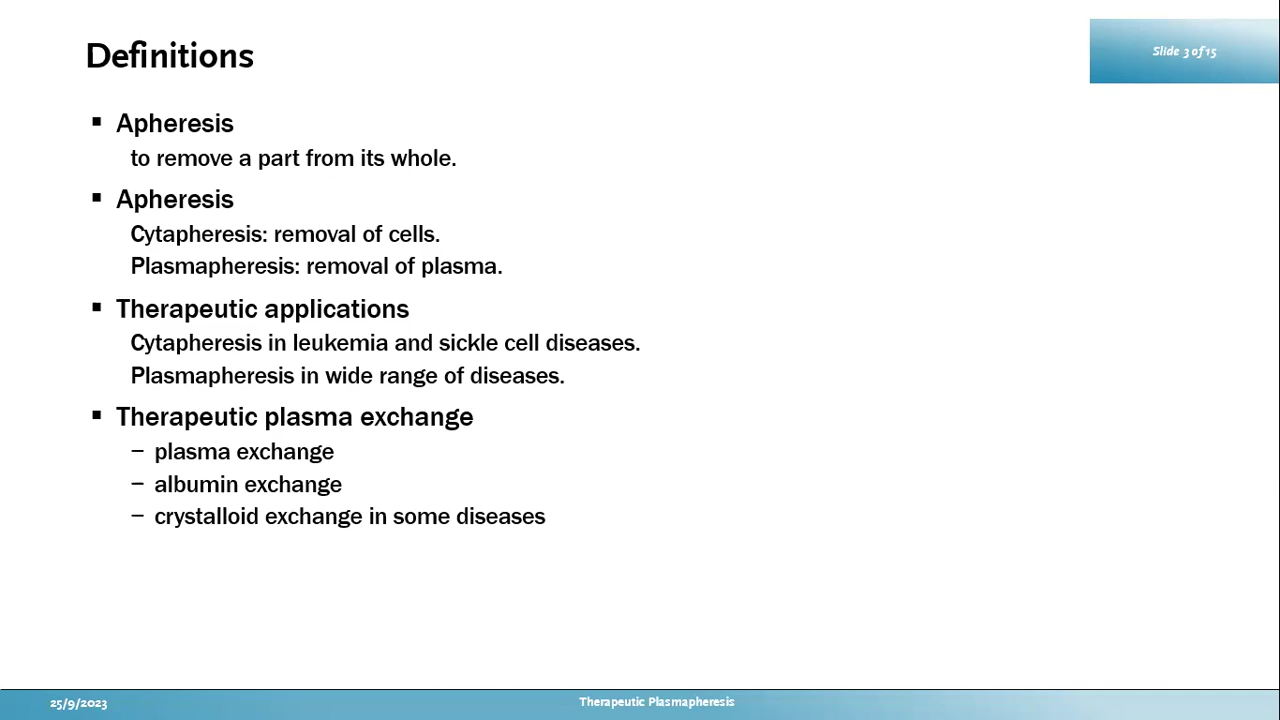 Definitions
Slide 3 of 15
▪ Apheresis
to remove a part from its whole.
▪ Apheresis
Cytapheresis: removal of cells.
Plasmapheresis: removal of plasma.
▪ Therapeutic applications
Cytapheresis in leukemia and sickle cell diseases.
Plasmapheresis in wide range of diseases.
▪ Therapeutic plasma exchange
– plasma exchange
– albumin exchange
– crystalloid exchange in some diseases
25/9/2023
Therapeutic Plasmapheresis